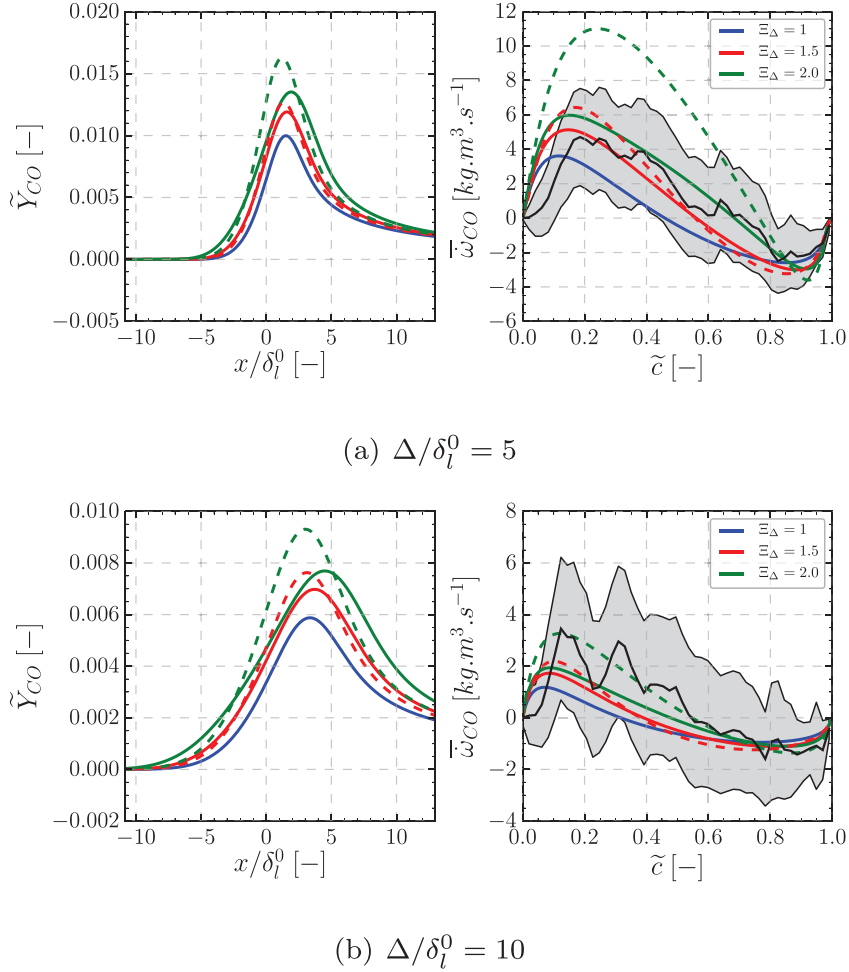 0.020
0.015
0.010
0.005
0.000
−0.005
−10 −5 0 5 10
x/δ_l^0 [−]
Ỹ_CO [−]
12
10
8
6
4
2
0
−2
−4
−6
0.0 0.2 0.4 0.6 0.8 1.0
c̃ [−]
ω̇̅_CO [kg.m³.s⁻¹]
Ξ_Δ = 1
Ξ_Δ = 1.5
Ξ_Δ = 2.0
(a) Δ/δ_l^0 = 5
0.010
0.008
0.006
0.004
0.002
0.000
−0.002
−10 −5 0 5 10
x/δ_l^0 [−]
Ỹ_CO [−]
8
6
4
2
0
−2
−4
0.0 0.2 0.4 0.6 0.8 1.0
c̃ [−]
ω̇̅_CO [kg.m³.s⁻¹]
Ξ_Δ = 1
Ξ_Δ = 1.5
Ξ_Δ = 2.0
(b) Δ/δ_l^0 = 10